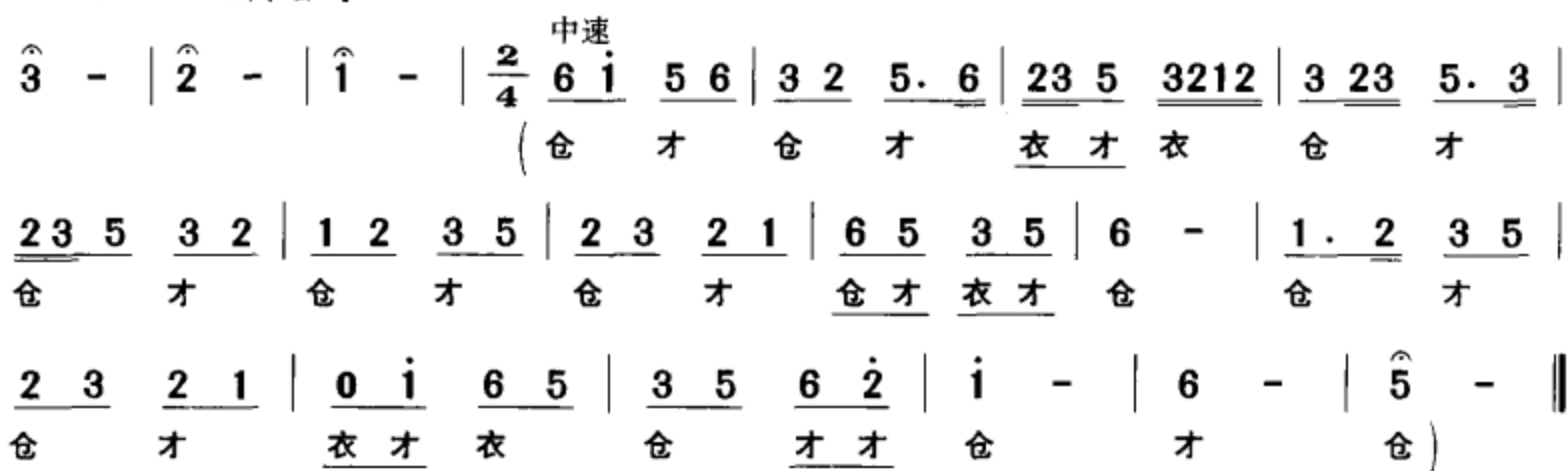 中速
3 - | 2 - | 1 - | 2/4 6 i̇ 5 6 | 3 2 5. 6 | 23 5 3212 | 3 23 5. 3 |
(仓 才 仓 才 衣 才 衣 仓 才
23 5 3 2 | 1 2 3 5 | 2 3 2 1 | 6 5 3 5 | 6 - | 1. 2 3 5 |
仓 才 仓 才 仓 才 仓 才 衣 才 仓 仓 才
2 3 2 1 | 0 i̇ 6 5 | 3 5 6 2̇ | i̇ - | 6 - | 5 - ‖
仓 才 衣 才 衣 仓 才 才 仓 才 仓)